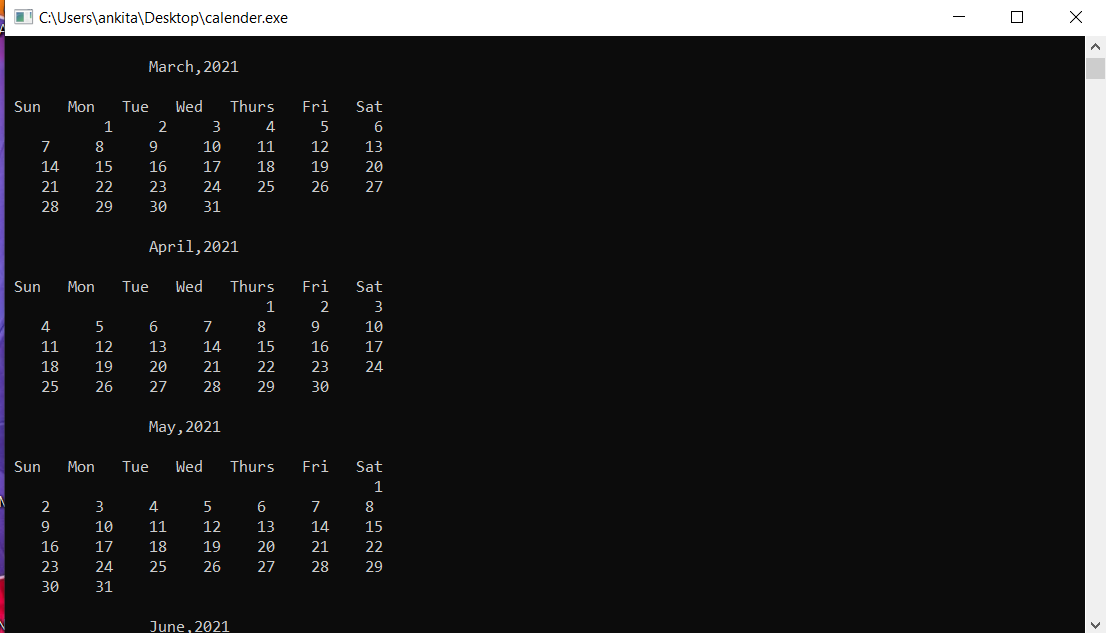 C:\Users\ankita\Desktop\calender.exe
March,2021
Sun Mon Tue Wed Thurs Fri Sat
1 2 3 4 5 6
7 8 9 10 11 12 13
14 15 16 17 18 19 20
21 22 23 24 25 26 27
28 29 30 31
April,2021
Sun Mon Tue Wed Thurs Fri Sat
1 2 3
4 5 6 7 8 9 10
11 12 13 14 15 16 17
18 19 20 21 22 23 24
25 26 27 28 29 30
May,2021
Sun Mon Tue Wed Thurs Fri Sat
1
2 3 4 5 6 7 8
9 10 11 12 13 14 15
16 17 18 19 20 21 22
23 24 25 26 27 28 29
30 31
June,2021